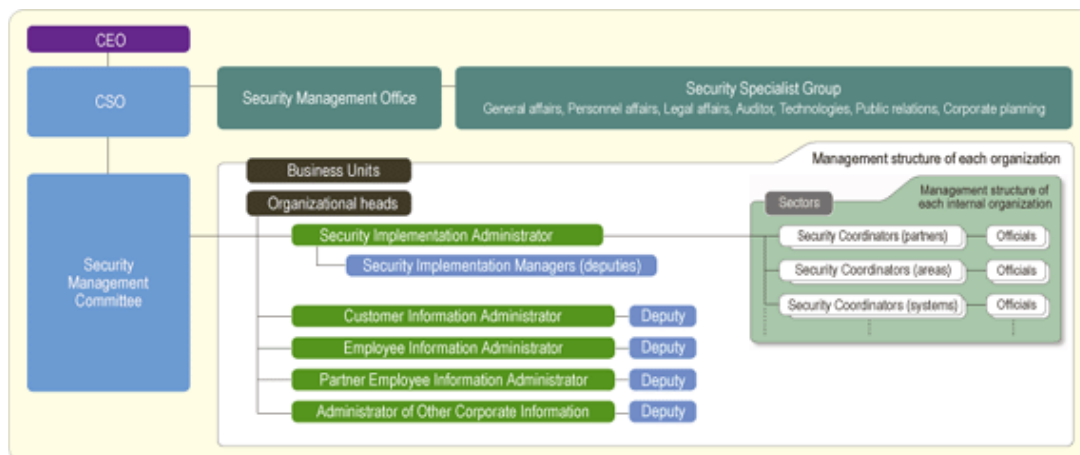 CEO
CSO
Security Management Office
Security Specialist Group
General affairs, Personnel affairs, Legal affairs, Auditor, Technologies, Public relations, Corporate planning
Management structure of each organization
Business Units
Organizational heads
Management structure of
each internal organization
Sectors
Security Implementation Administrator
Security Coordinators (partners)
Officials
Security Implementation Managers (deputies)
Security Coordinators (areas)
Officials
Security
Management
Committee
Security Coordinators (systems)
Officials
Customer Information Administrator
Deputy
Employee Information Administrator
Deputy
Partner Employee Information Administrator
Deputy
Administrator of Other Corporate Information
Deputy